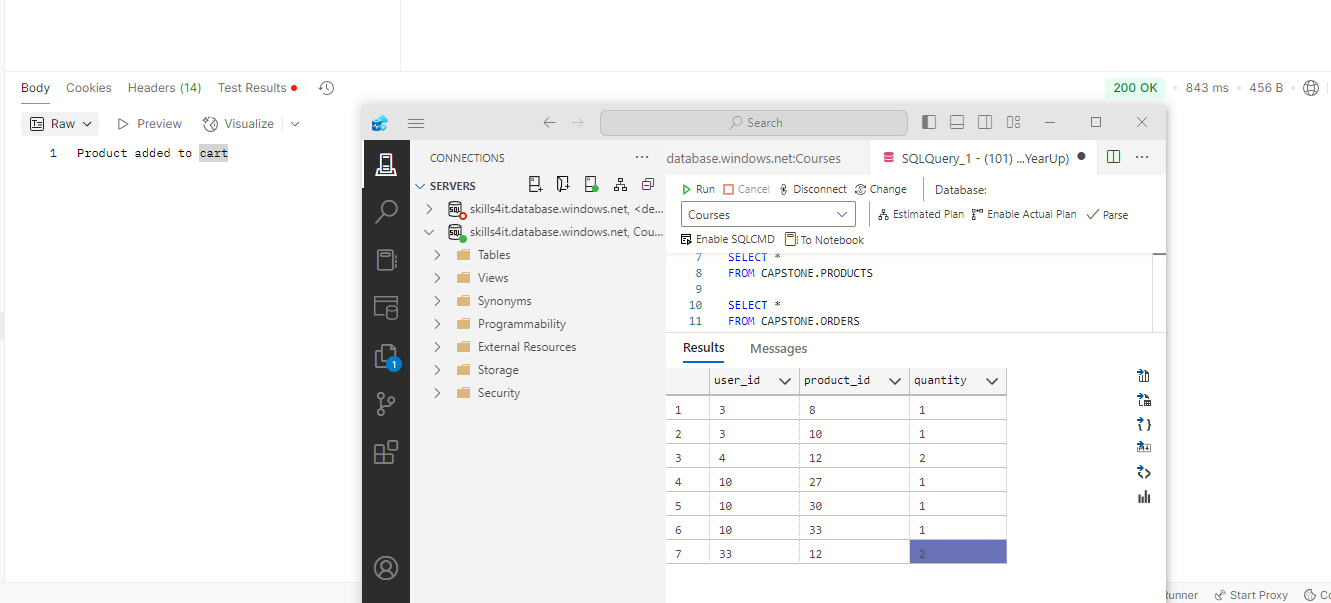 Body Cookies Headers (14) Test Results
200 OK 843 ms 456 B
Raw Preview Visualize
1 Product added to cart
Search
CONNECTIONS
SERVERS
skills4it.database.windows.net, <de...
skills4it.database.windows.net, Cou...
Tables
Views
Synonyms
Programmability
External Resources
Storage
Security
1
database.windows.net:Courses SQLQuery_1 - (101) ...YearUp)
Run Cancel Disconnect Change Database:
Courses Estimated Plan Enable Actual Plan Parse
Enable SQLCMD To Notebook
7 SELECT *
8 FROM CAPSTONE.PRODUCTS
9
10 SELECT *
11 FROM CAPSTONE.ORDERS
Results Messages
user_id product_id quantity
1 3 8 1
2 3 10 1
3 4 12 2
4 10 27 1
5 10 30 1
6 10 33 1
7 33 12 2
Runner Start Proxy Co